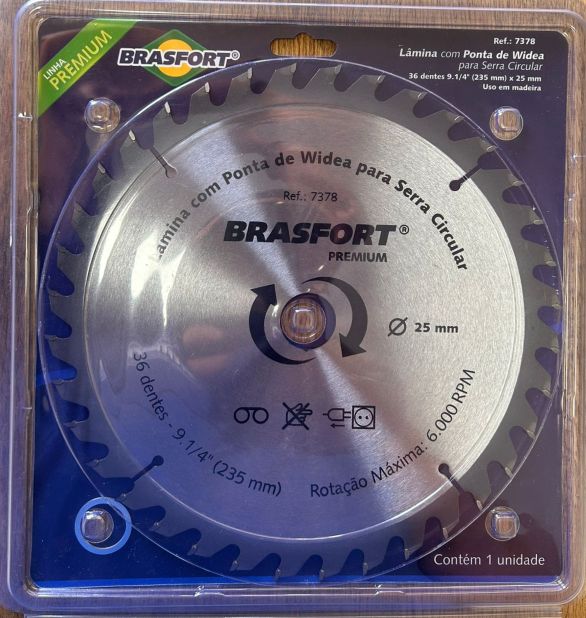 LINHA
PREMIUM
BRASFORT®
Ref.: 7378
Lâmina com Ponta de Widea
para Serra Circular
36 dentes 9.1/4" (235 mm) x 25 mm
Uso em madeira
Lâmina com Ponta de Widea para Serra Circular
Ref.: 7378
BRASFORT®
PREMIUM
Ø 25 mm
36 dentes - 9.1/4" (235 mm)
Rotação Máxima: 6.000 RPM
Contém 1 unidade